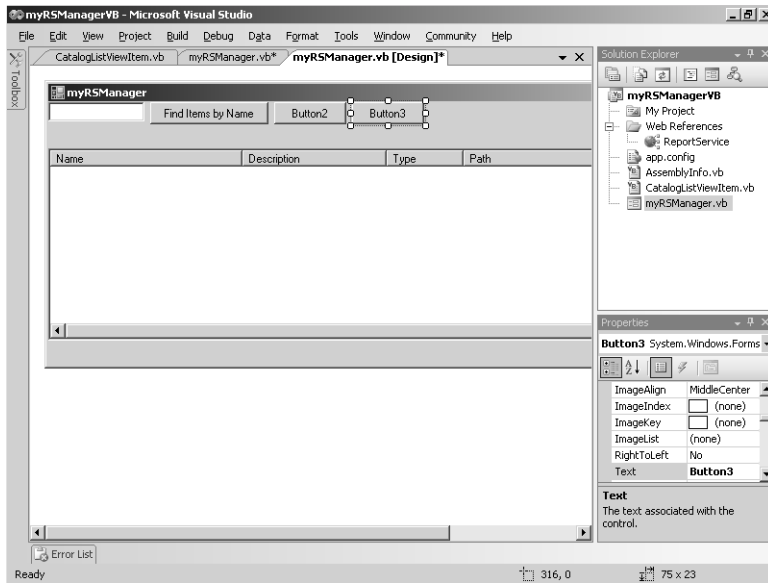 myRSManagerVB - Microsoft Visual Studio
File Edit View Project Build Debug Data Format Tools Window Community Help
CatalogListViewItem.vb myRSManager.vb* myRSManager.vb [Design]*
Toolbox
myRSManager
Find Items by Name Button2 Button3
Name Description Type Path
Solution Explorer
myRSManagerVB
My Project
Web References
ReportService
app.config
AssemblyInfo.vb
CatalogListViewItem.vb
myRSManager.vb
Properties
Button3 System.Windows.Forms
ImageAlign MiddleCenter
ImageIndex (none)
ImageKey (none)
ImageList (none)
RightToLeft No
Text Button3
Text
The text associated with the
control.
Error List
Ready 316, 0 75 x 23